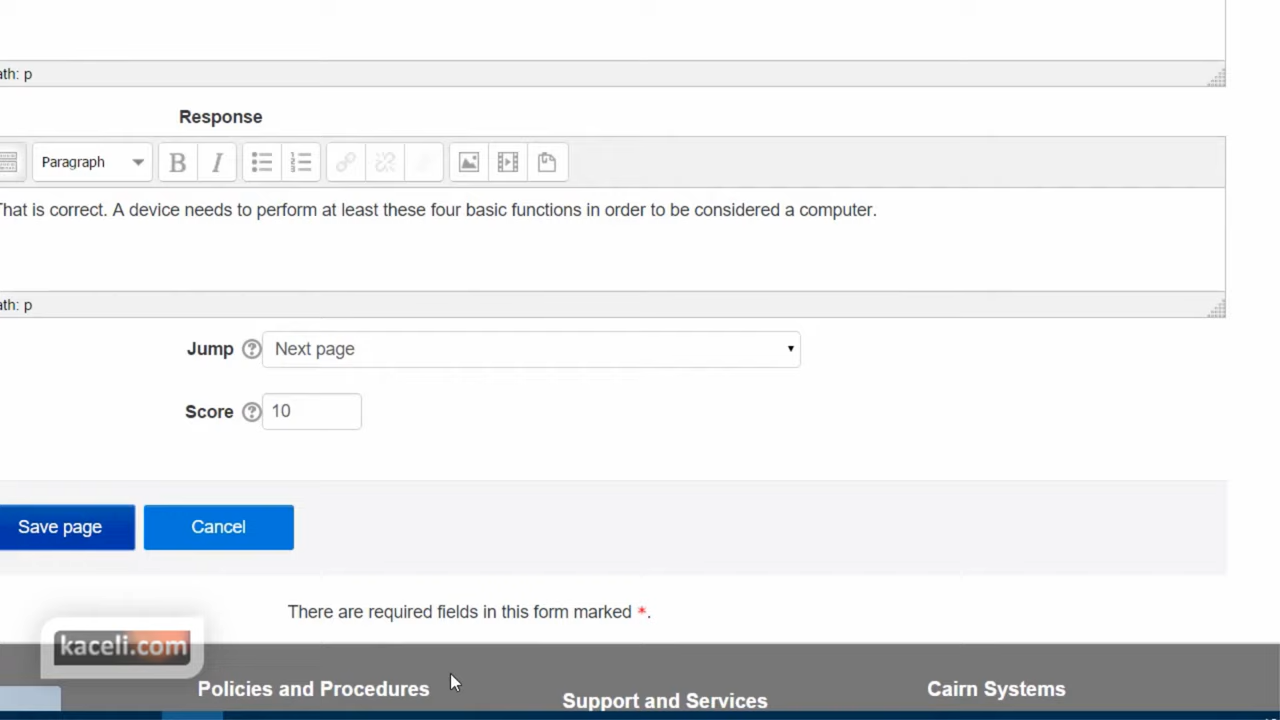 ath: p
Response
Paragraph
B I
That is correct. A device needs to perform at least these four basic functions in order to be considered a computer.
ath: p
Jump ? Next page
Score ? 10
Save page Cancel
There are required fields in this form marked *.
kaceli.com
Policies and Procedures Support and Services Cairn Systems